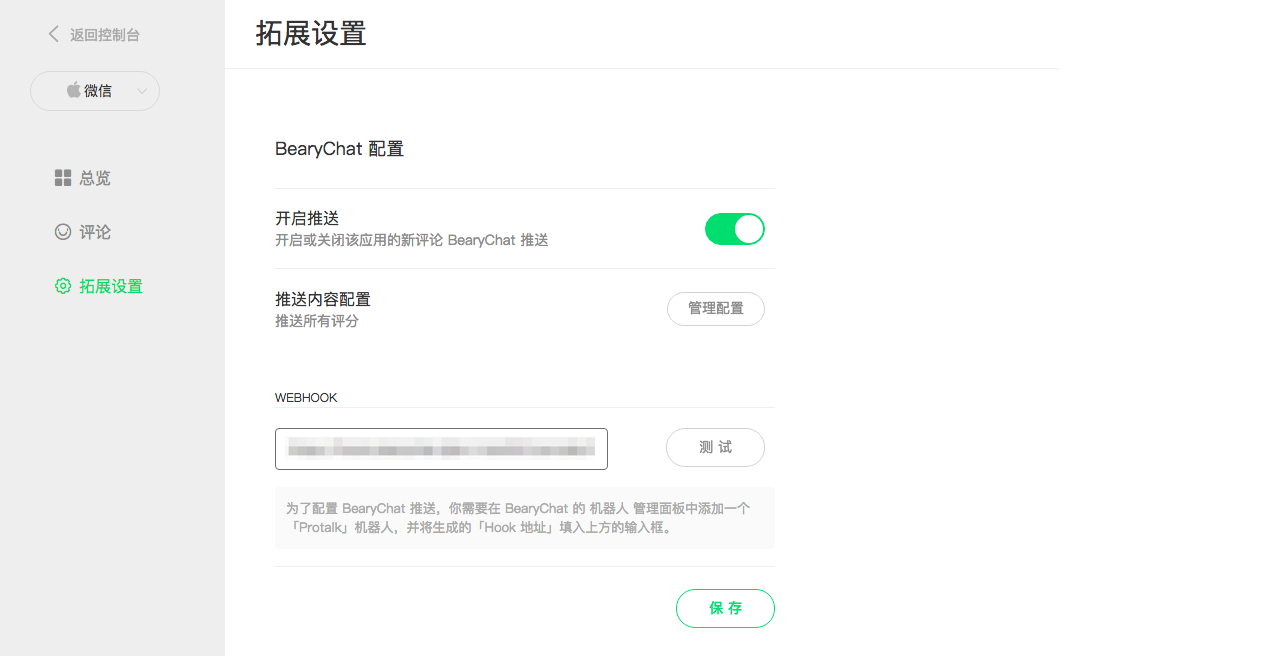 返回控制台
微信
总览
评论
拓展设置
拓展设置
BearyChat 配置
开启推送
开启或关闭该应用的新评论 BearyChat 推送
推送内容配置
推送所有评分
管理配置
WEBHOOK
测 试
为了配置 BearyChat 推送，你需要在 BearyChat 的 机器人 管理面板中添加一个
「Protalk」机器人，并将生成的「Hook 地址」填入上方的输入框。
保 存